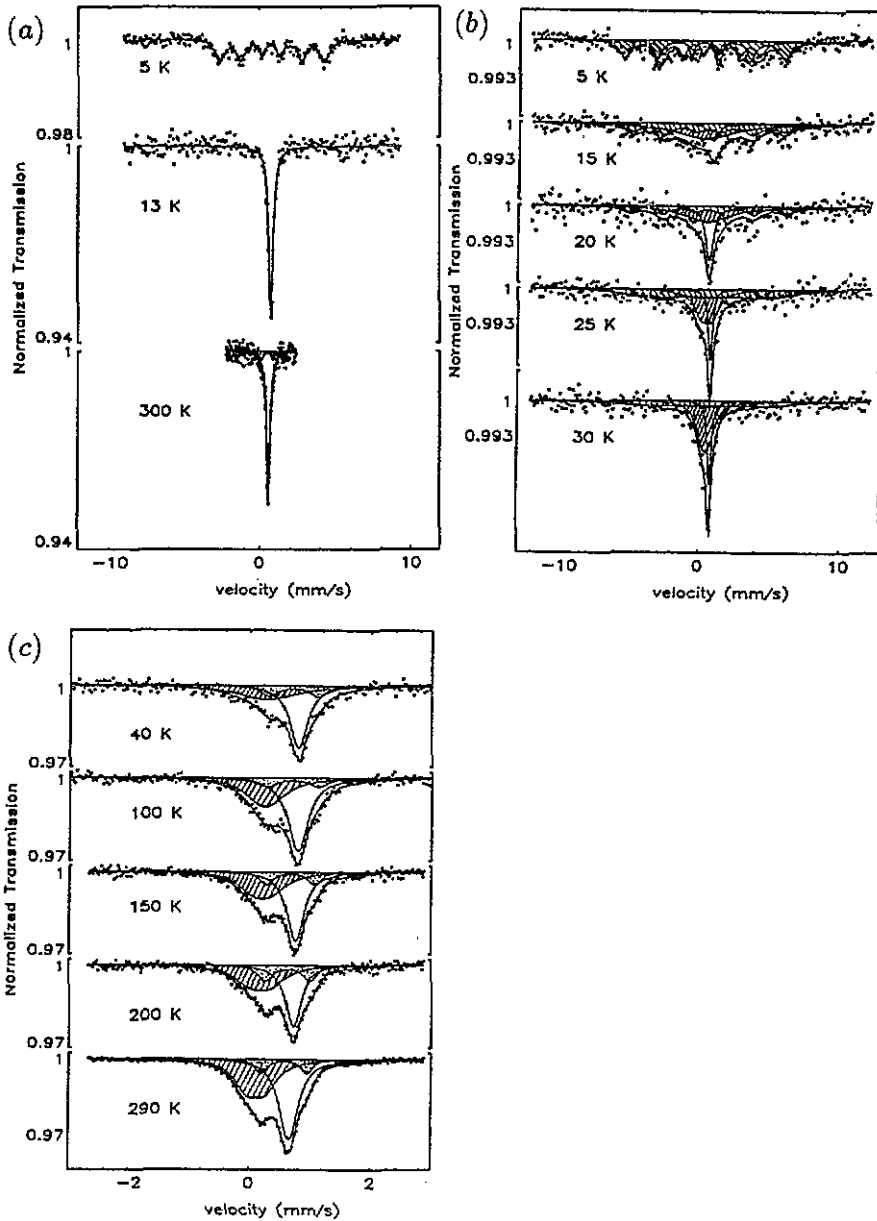 (a)
Normalized Transmission
1
5 K
0.98
1
13 K
0.94
1
300 K
0.94
−10
0
10
velocity (mm/s)
(b)
Normalized Transmission
1
0.993
5 K
1
0.993
15 K
1
0.993
20 K
1
0.993
25 K
1
0.993
30 K
−10
0
10
velocity (mm/s)
(c)
Normalized Transmission
1
40 K
0.97
1
100 K
0.97
1
150 K
0.97
1
200 K
0.97
1
290 K
0.97
−2
0
2
velocity (mm/s)